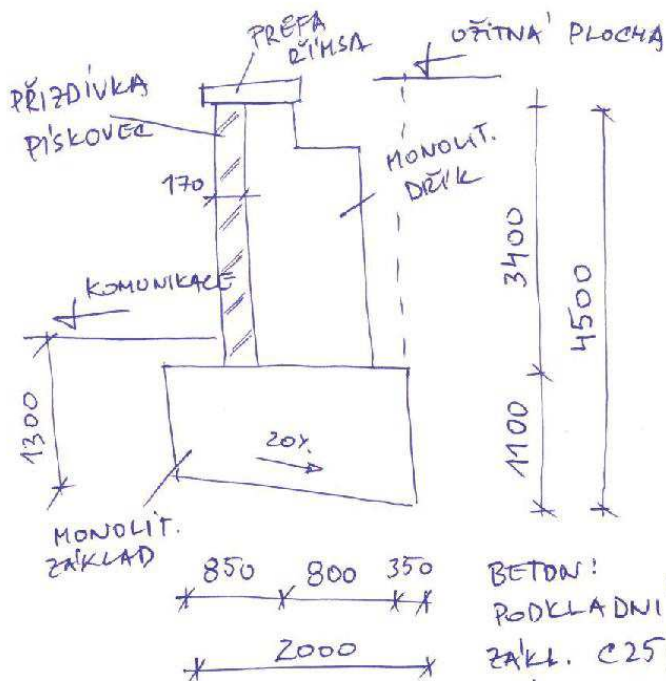 PREFA
ŘÍMSA
UŽITNÁ PLOCHA
PŘIZDÍVKA
PÍSKOVEC
MONOLIT.
DŘÍK
170
KOMUNIKACE
3400
4500
1300
1100
20%
MONOLIT.
ZÁKLAD
850 800 350
2000
BETON:
PODKLADNI
ZÁKL. C25